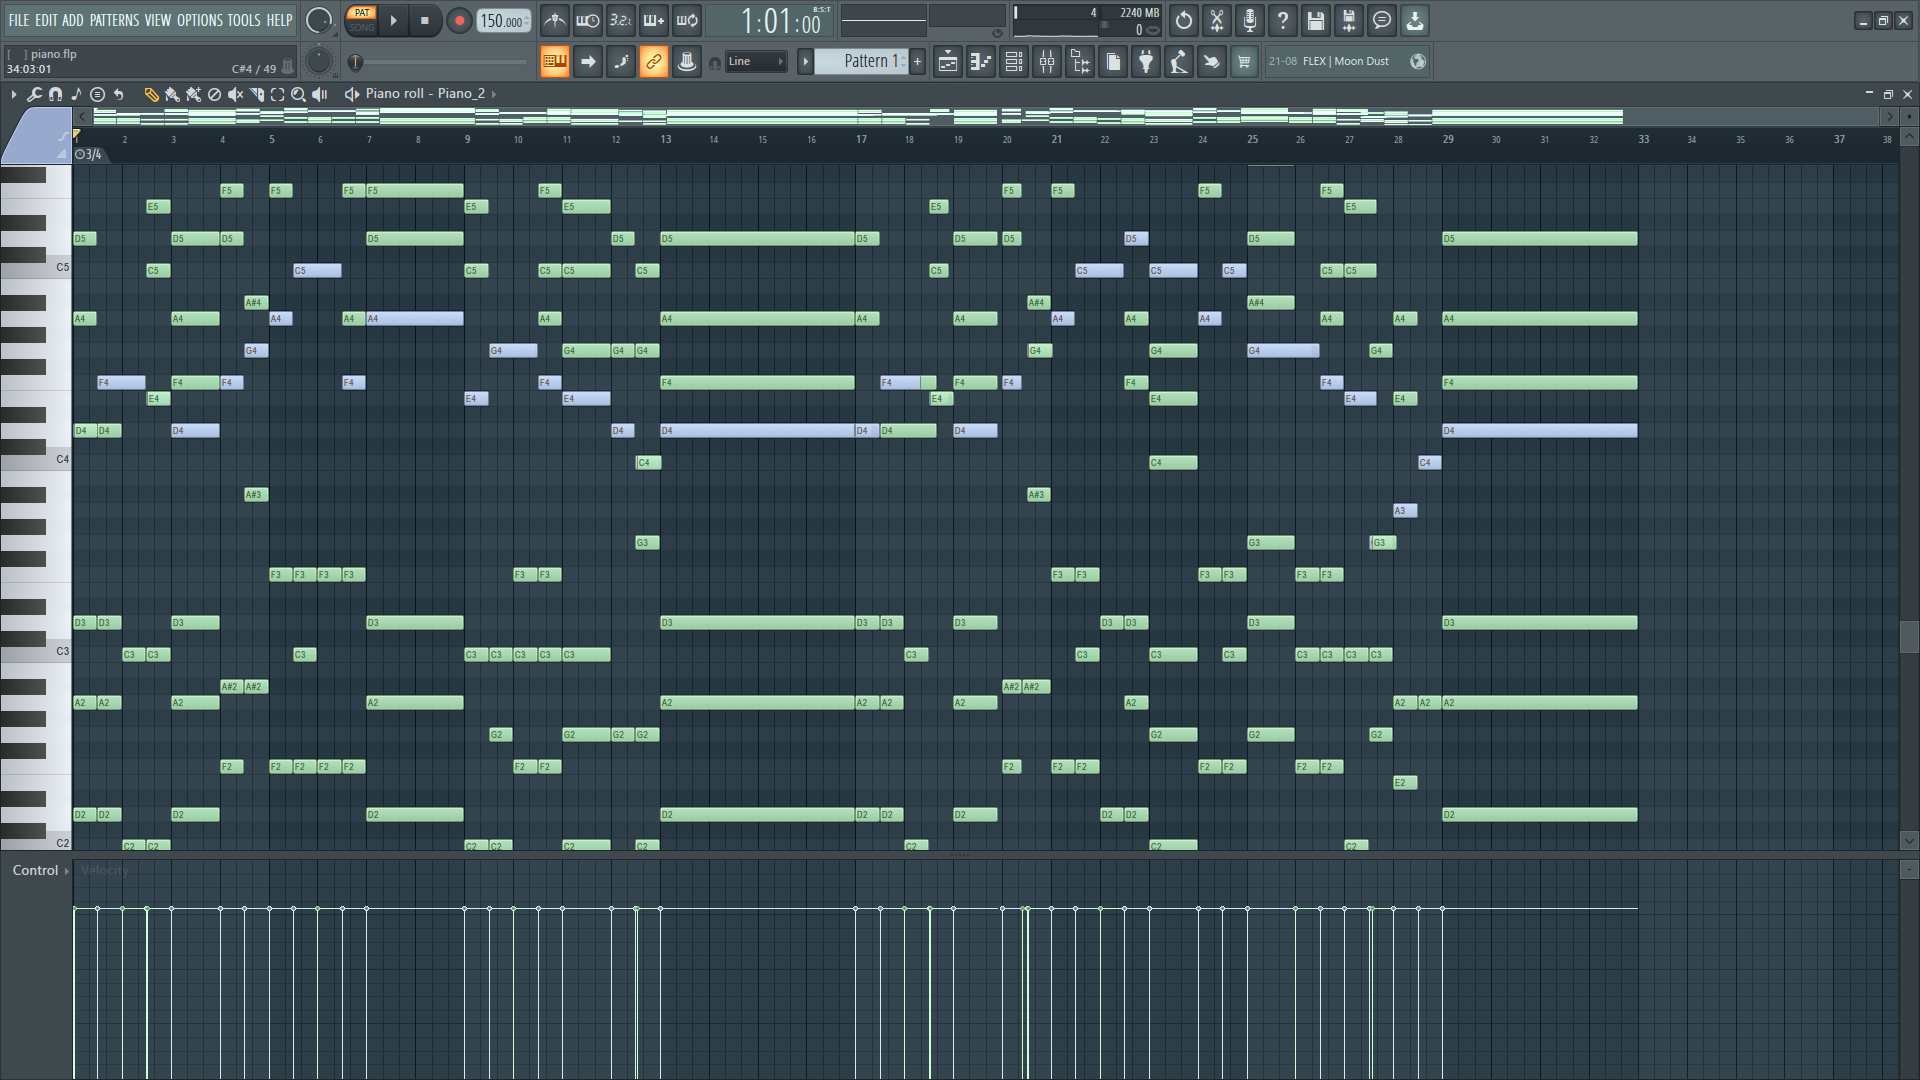 FILE EDIT ADD PATTERNS VIEW OPTIONS TOOLS HELP
PAT
SONG
150.000
3.2.
1:01:00
B:S:T
4
2240 MB
0
[ ] piano.flp
34:03:01
C#4 / 49
Line
Pattern 1
+
21-08 FLEX | Moon Dust
Piano roll - Piano_2
1 2 3 4 5 6 7 8 9 10 11 12 13 14 15 16 17 18 19 20 21 22 23 24 25 26 27 28 29 30 31 32 33 34 35 36 37 38
3/4
F5 F5 F5 F5 F5 F5 F5 F5 F5
E5 E5 E5 E5 E5
D5 D5 D5 D5 D5 D5 D5 D5 D5 D5 D5 D5
C5 C5 C5 C5 C5 C5 C5 C5 C5 C5 C5 C5 C5
A#4 A#4 A#4
A4 A4 A4 A4 A4 A4 A4 A4 A4 A4 A4 A4 A4 A4 A4
G4 G4 G4 G4 G4 G4 G4 G4 G4
F4 F4 F4 F4 F4 F4 F4 F4 F4 F4 F4 F4
E4 E4 E4 E4 E4 E4 E4
D4 D4 D4 D4 D4 D4 D4 D4 D4
C4 C4 C4 C4
A#3 A#3
A3
G3 G3 G3
F3 F3 F3 F3 F3 F3 F3 F3 F3 F3 F3 F3
D3 D3 D3 D3 D3 D3 D3 D3 D3 D3 D3 D3
C3 C3 C3 C3 C3 C3 C3 C3 C3 C3 C3 C3 C3 C3 C3 C3 C3
A#2 A#2 A#2 A#2
A2 A2 A2 A2 A2 A2 A2 A2 A2 A2 A2 A2
G2 G2 G2 G2 G2 G2 G2
F2 F2 F2 F2 F2 F2 F2 F2 F2 F2 F2 F2 F2 F2
E2
D2 D2 D2 D2 D2 D2 D2 D2 D2 D2 D2
C2 C2 C2 C2 C2 C2 C2 C2 C2 C2
Control
Velocity